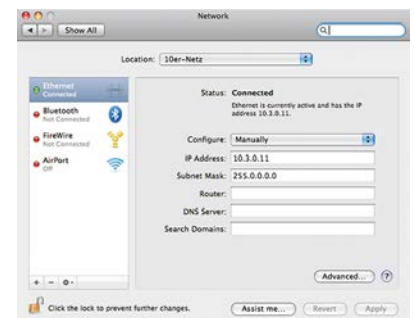 Network
Show All
Location: 10er-Netz
Ethernet
Connected
Bluetooth
Not Connected
FireWire
Not Connected
AirPort
Off
Status: Connected
Ethernet is currently active and has the IP
address 10.3.0.11.
Configure: Manually
IP Address: 10.3.0.11
Subnet Mask: 255.0.0.0
Router:
DNS Server:
Search Domains:
Advanced... ?
Click the lock to prevent further changes.
Assist me... Revert Apply